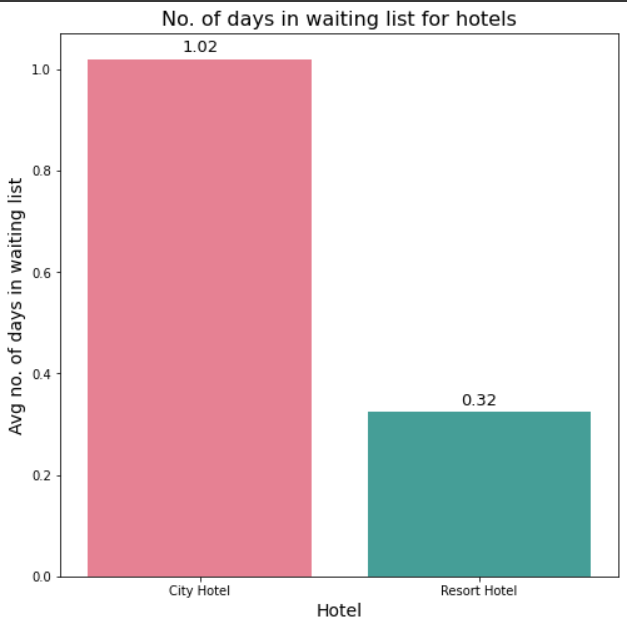 No. of days in waiting list for hotels
1.02
1.0
0.8
0.6
0.4
0.2
0.0
Avg no. of days in waiting list
0.32
City Hotel
Resort Hotel
Hotel